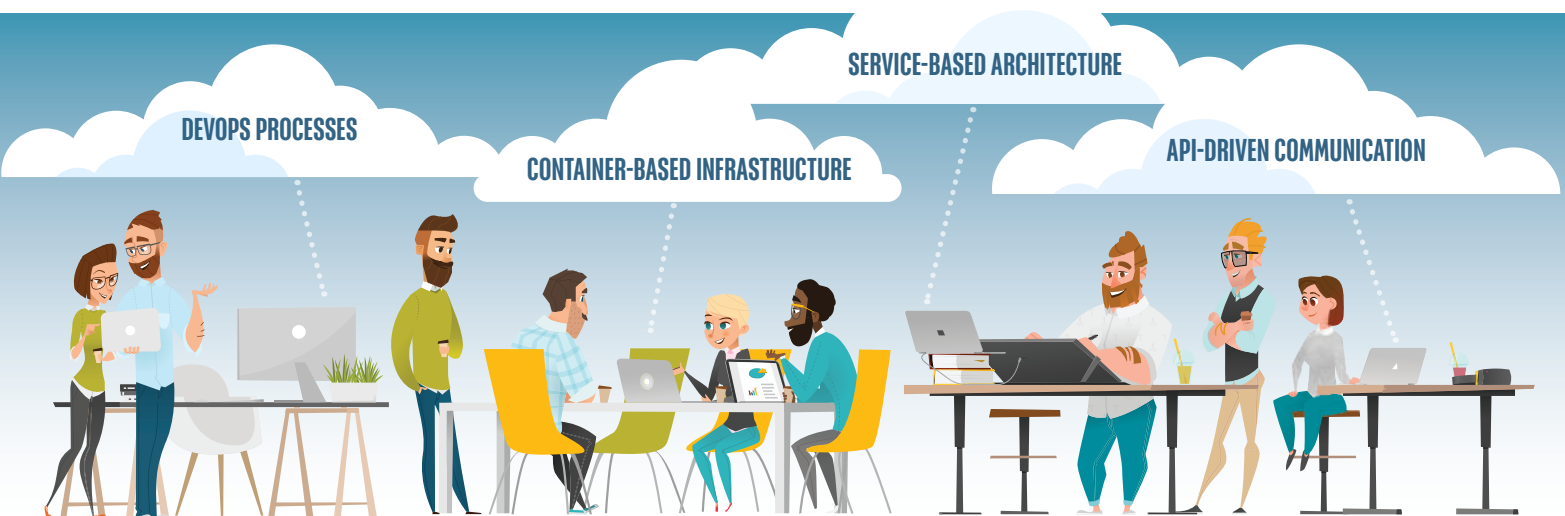 DEVOPS PROCESSES
CONTAINER-BASED INFRASTRUCTURE
SERVICE-BASED ARCHITECTURE
API-DRIVEN COMMUNICATION